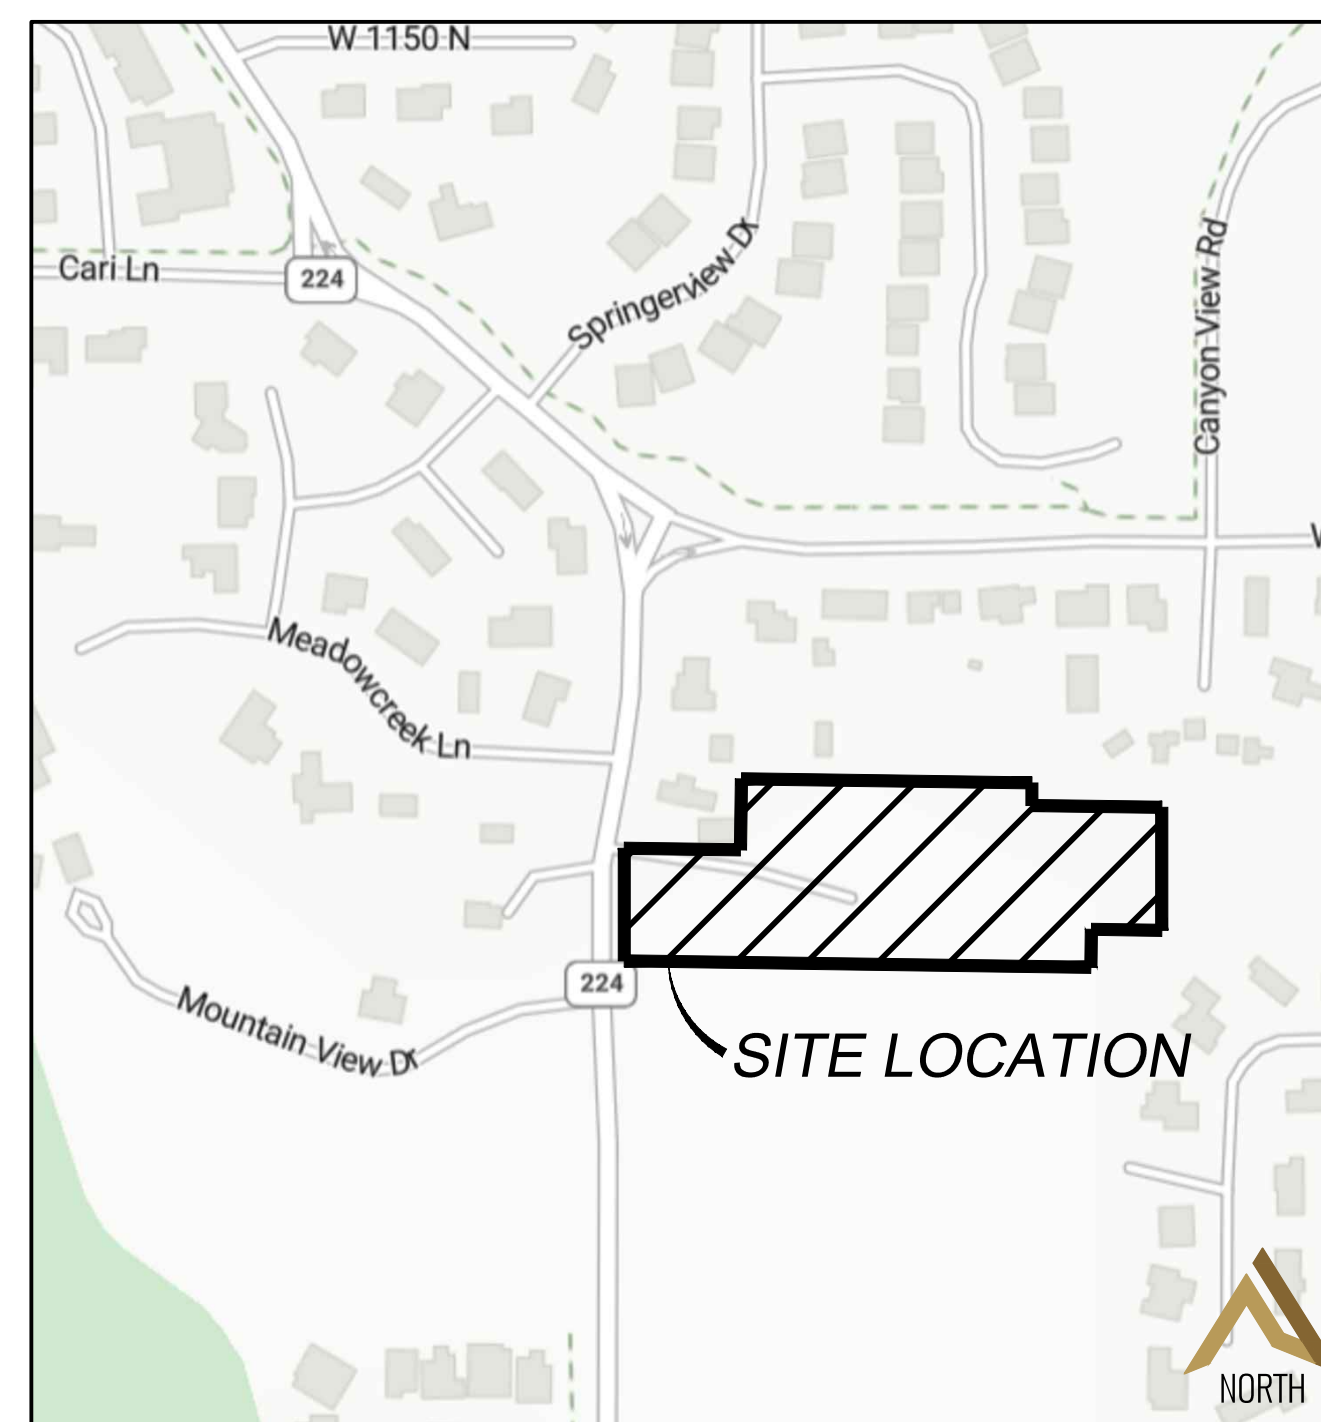 W 1150 N
Cari Ln
224
Springerview Dr
Canyon View Rd
W
Meadowcreek Ln
224
Mountain View Dr
SITE LOCATION
NORTH